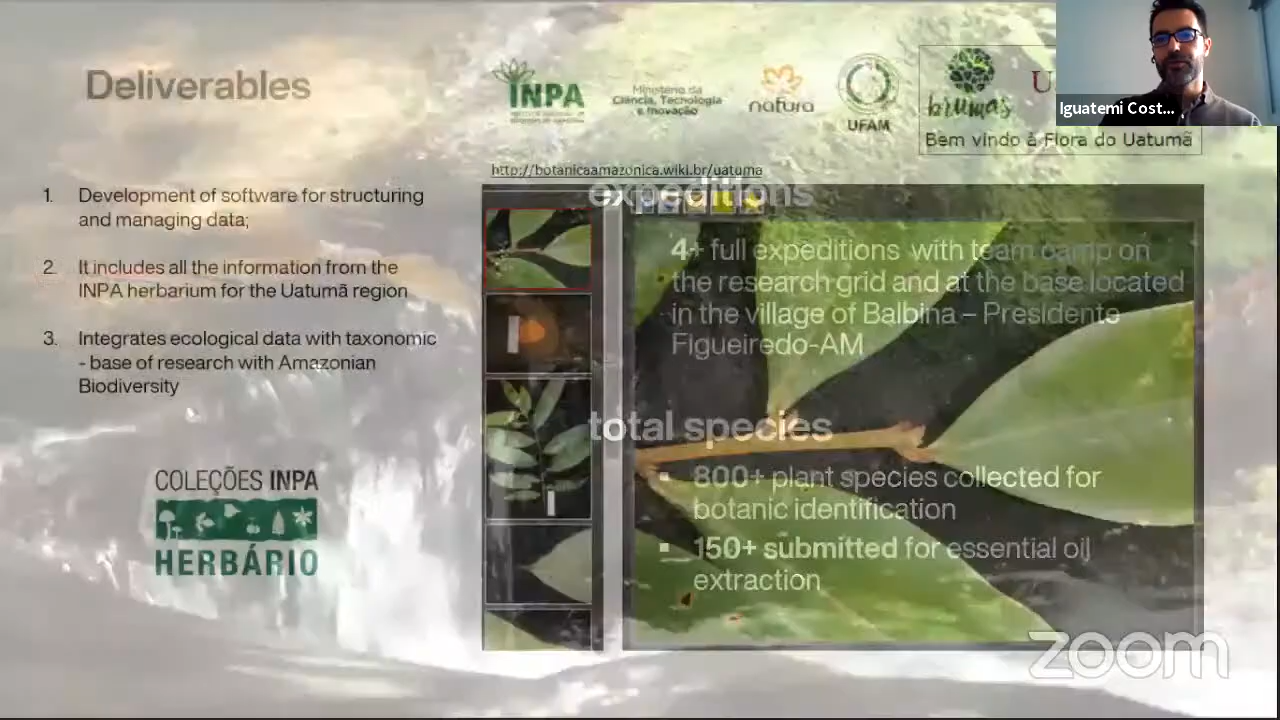 Deliverables
INPA
Ministério da
Ciência, Tecnologia
e Inovação
natura
UFAM
brumas
U
Bem vindo à Flora do Uatumã
Iguatemi Cost...
http://botanicaamazonica.wiki.br/uatuma
1. Development of software for structuring
and managing data;
2. It includes all the information from the
INPA herbarium for the Uatumã region
3. Integrates ecological data with taxonomic
- base of research with Amazonian
Biodiversity
COLEÇÕES INPA
HERBÁRIO
expeditions
4+ full expeditions with team camp on
the research grid and at the base located
in the village of Balbina – Presidente
Figueiredo-AM
total species
▪ 800+ plant species collected for
botanic identification
▪ 150+ submitted for essential oil
extraction
zoom